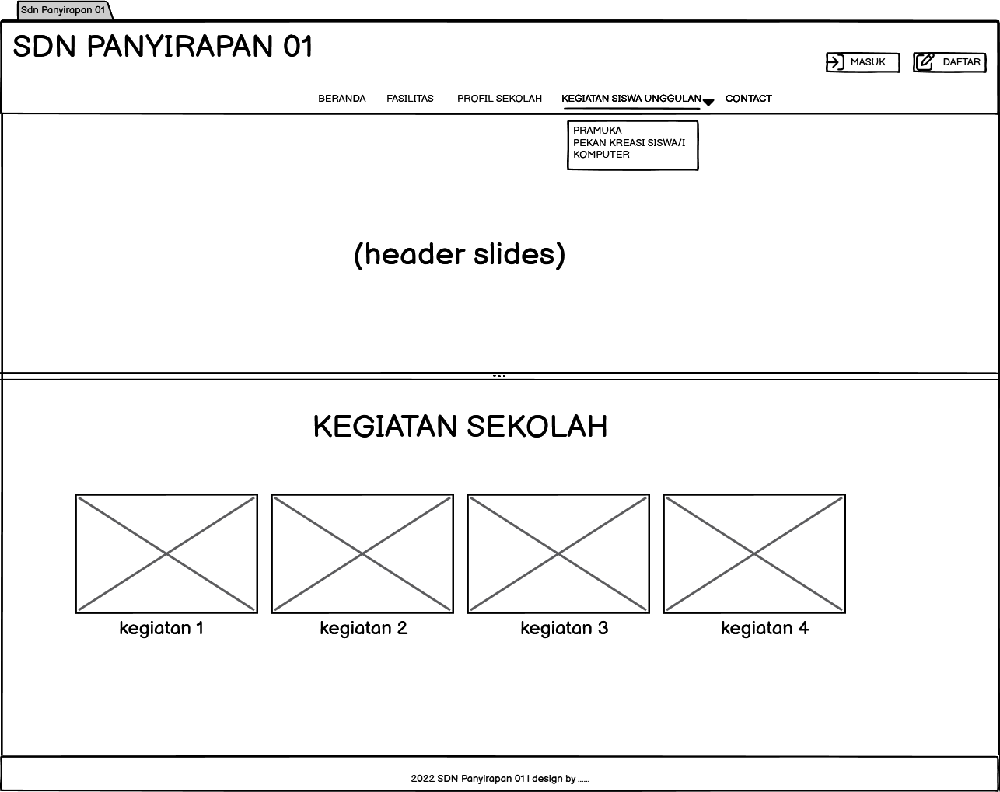 Sdn Panyirapan 01
SDN PANYIRAPAN 01
MASUK
DAFTAR
BERANDA
FASILITAS
PROFIL SEKOLAH
KEGIATAN SISWA UNGGULAN
CONTACT
PRAMUKA
PEKAN KREASI SISWA/I
KOMPUTER
(header slides)
KEGIATAN SEKOLAH
kegiatan 1
kegiatan 2
kegiatan 3
kegiatan 4
2022 SDN Panyirapan 01 | design by ......